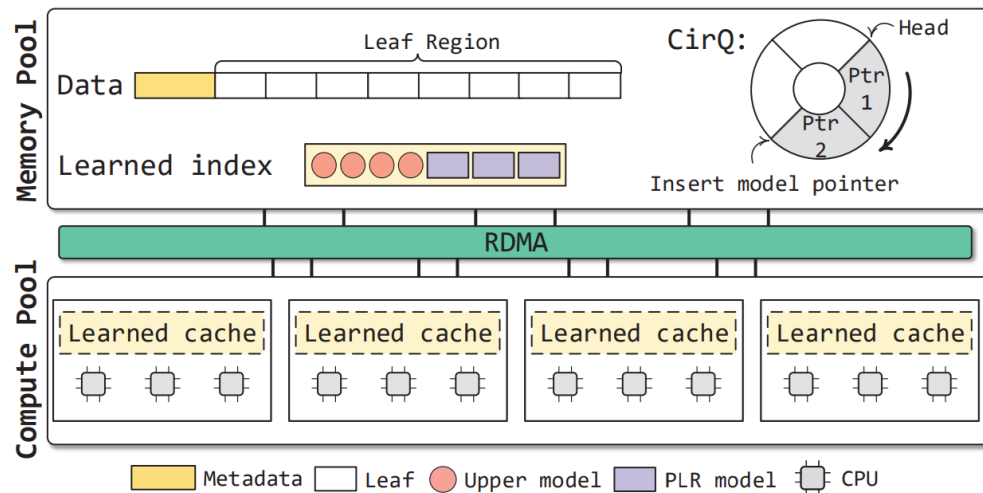 Memory Pool
Leaf Region
Data
CirQ:
Head
Ptr
1
Ptr
2
Learned index
Insert model pointer
RDMA
Compute Pool
Learned cache
Learned cache
Learned cache
Learned cache
Metadata
Leaf
Upper model
PLR model
CPU